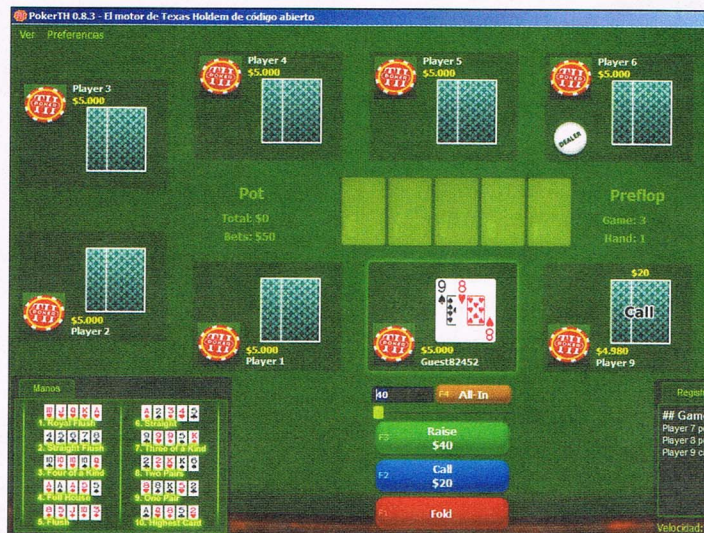 PokerTH 0.8.3 - El motor de Texas Holdem de código abierto
Ver Preferencias
Player 3
$5.000
Player 4
$5.000
Player 5
$5.000
Player 6
$5.000
DEALER
Pot
Total: $0
Bets: $50
Preflop
Game: 3
Hand: 1
$5.000
Player 2
$5.000
Player 1
9 8
8
$5.000
Guest82452
$20
Call
$4.980
Player 9
Manos
1. Royal Flush
2. Straight Flush
3. Four of a Kind
4. Full House
5. Flush
6. Straight
7. Three of a Kind
8. Two Pairs
9. One Pair
10. Highest Card
40
F4 All-In
F3 Raise
$40
F2 Call
$20
F1 Fold
Regist
## Gam
Player 7 p
Player 8 p
Player 9 c
Velocidad: